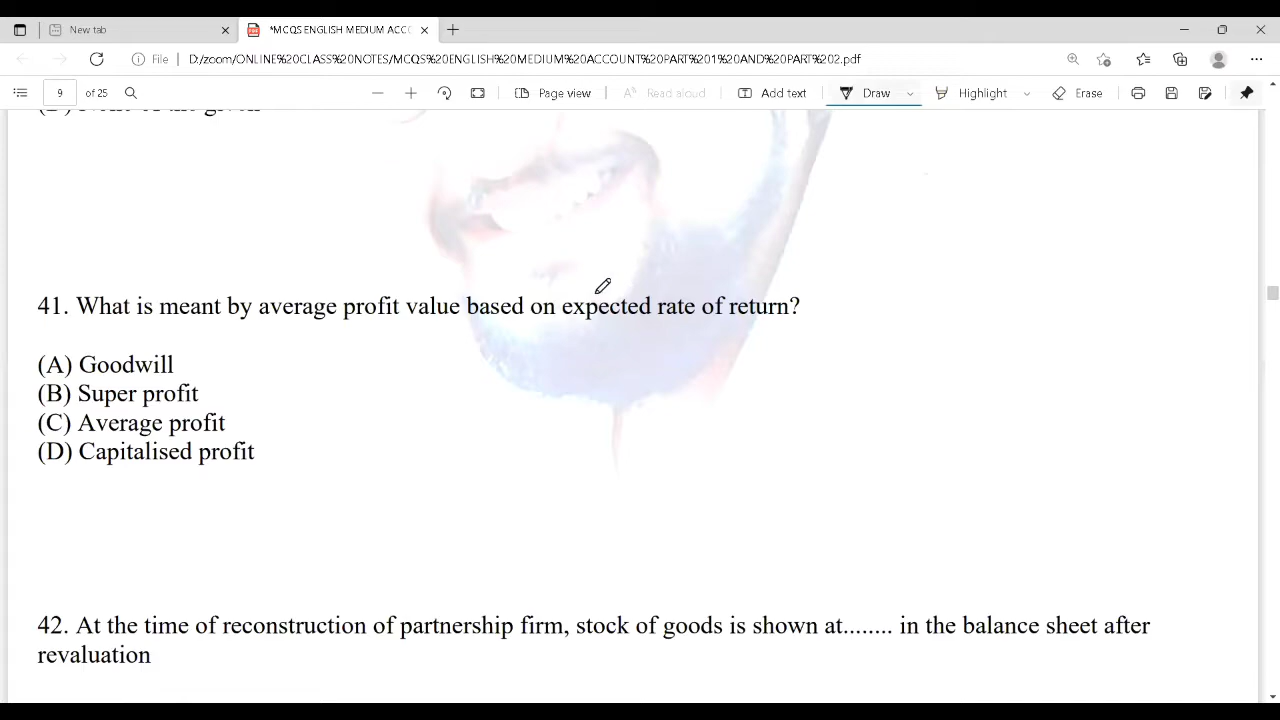 New tab
*MCQS ENGLISH MEDIUM ACCC
File
D:/zoom/ONLINE%20CLASS%20NOTES/MCQS%20ENGLISH%20MEDIUM%20ACCOUNT%20PART%201%20AND%20PART%202.pdf
9 of 25
Page view
Read aloud
Add text
Draw
Highlight
Erase
41. What is meant by average profit value based on expected rate of return?
(A) Goodwill
(B) Super profit
(C) Average profit
(D) Capitalised profit
42. At the time of reconstruction of partnership firm, stock of goods is shown at........ in the balance sheet after
revaluation